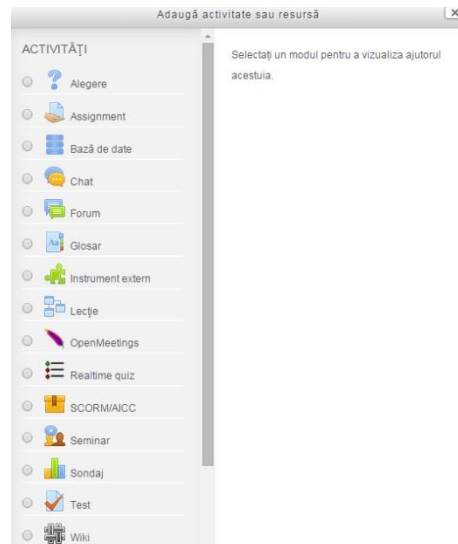 Adaugă activitate sau resursă
ACTIVITĂŢI
Alegere
Assignment
Bază de date
Chat
Forum
Glosar
Instrument extern
Lecţie
OpenMeetings
Realtime quiz
SCORM/AICC
Seminar
Sondaj
Test
Wiki
Selectaţi un modul pentru a vizualiza ajutorul
acestuia.